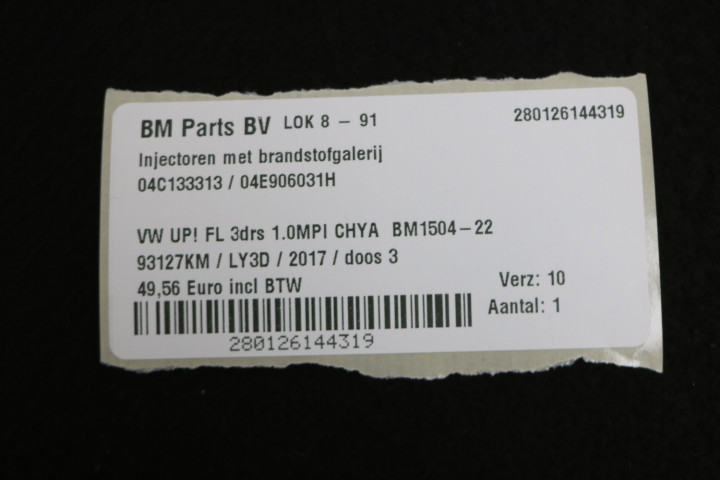 BM Parts BV LOK 8 - 91 280126144319
Injectoren met brandstofgalerij
04C133313 / 04E906031H
VW UP! FL 3drs 1.0MPI CHYA BM1504-22
93127KM / LY3D / 2017 / doos 3
49,56 Euro incl BTW Verz: 10
Aantal: 1
280126144319